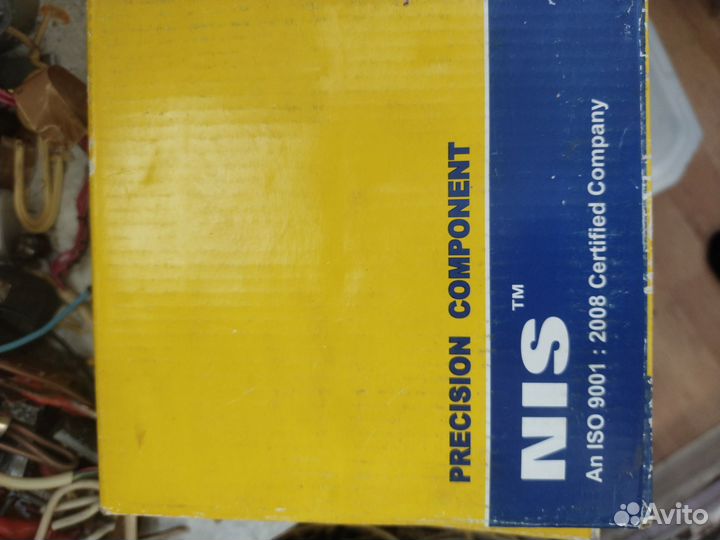 PRECISION COMPONENT
NIS™
An ISO 9001 : 2008 Certified Company
Avito